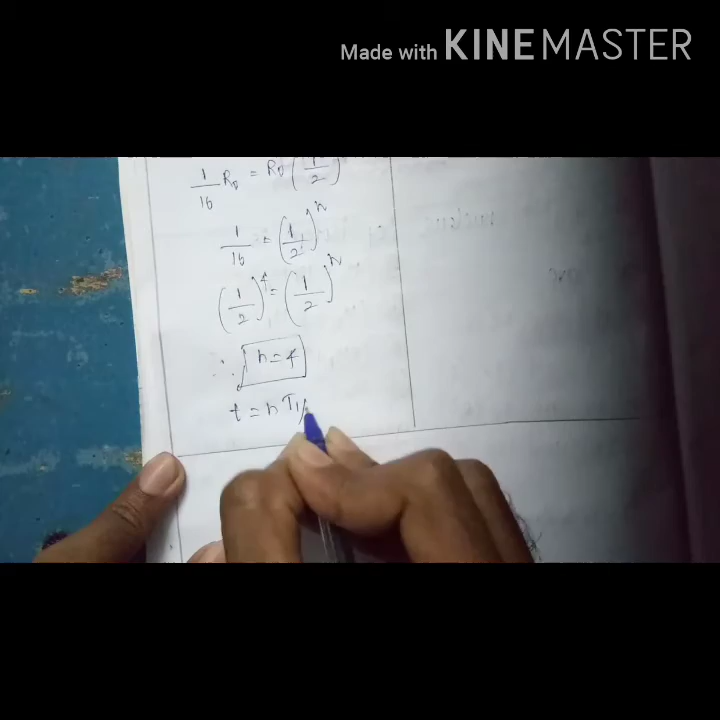 Made with KINEMASTER
1/16 R₀ = R₀ (1/2)
1/16 = (1/2)ⁿ
(1/2)⁴ = (1/2)ⁿ
∴ n = 4
t = n T1/